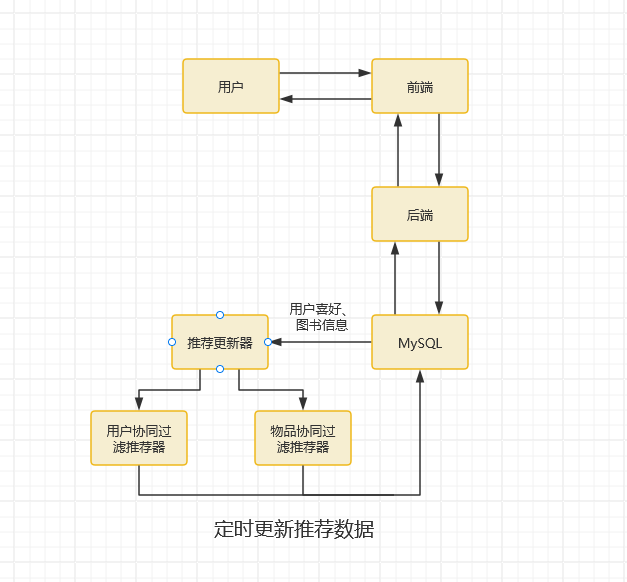 用户
前端
后端
用户喜好、
图书信息
推荐更新器
MySQL
用户协同过
滤推荐器
物品协同过
滤推荐器
定时更新推荐数据